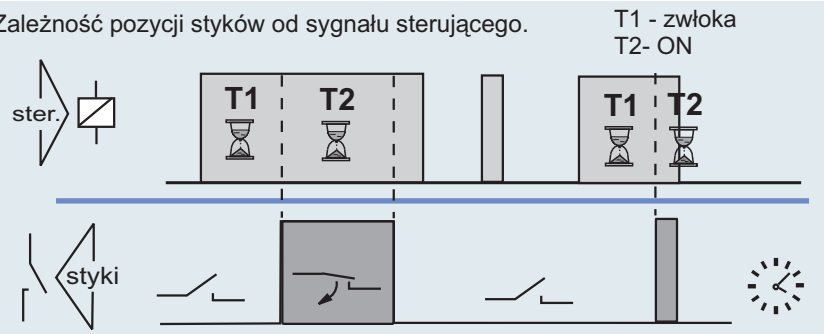 Zależność pozycji styków od sygnału sterującego.
T1 - zwłoka
T2- ON
ster.
T1
T2
T1
T2
styki